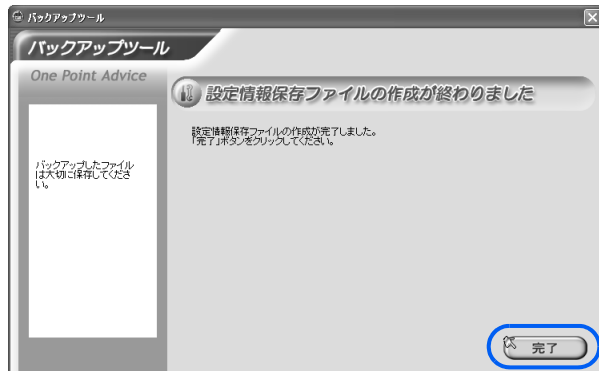 バックアップツール
バックアップツール
One Point Advice
設定情報保存ファイルの作成が終わりました
設定情報保存ファイルの作成が完了しました。
「完了」ボタンをクリックしてください。
バックアップしたファイル
は大切に保存してくださ
い。
完了